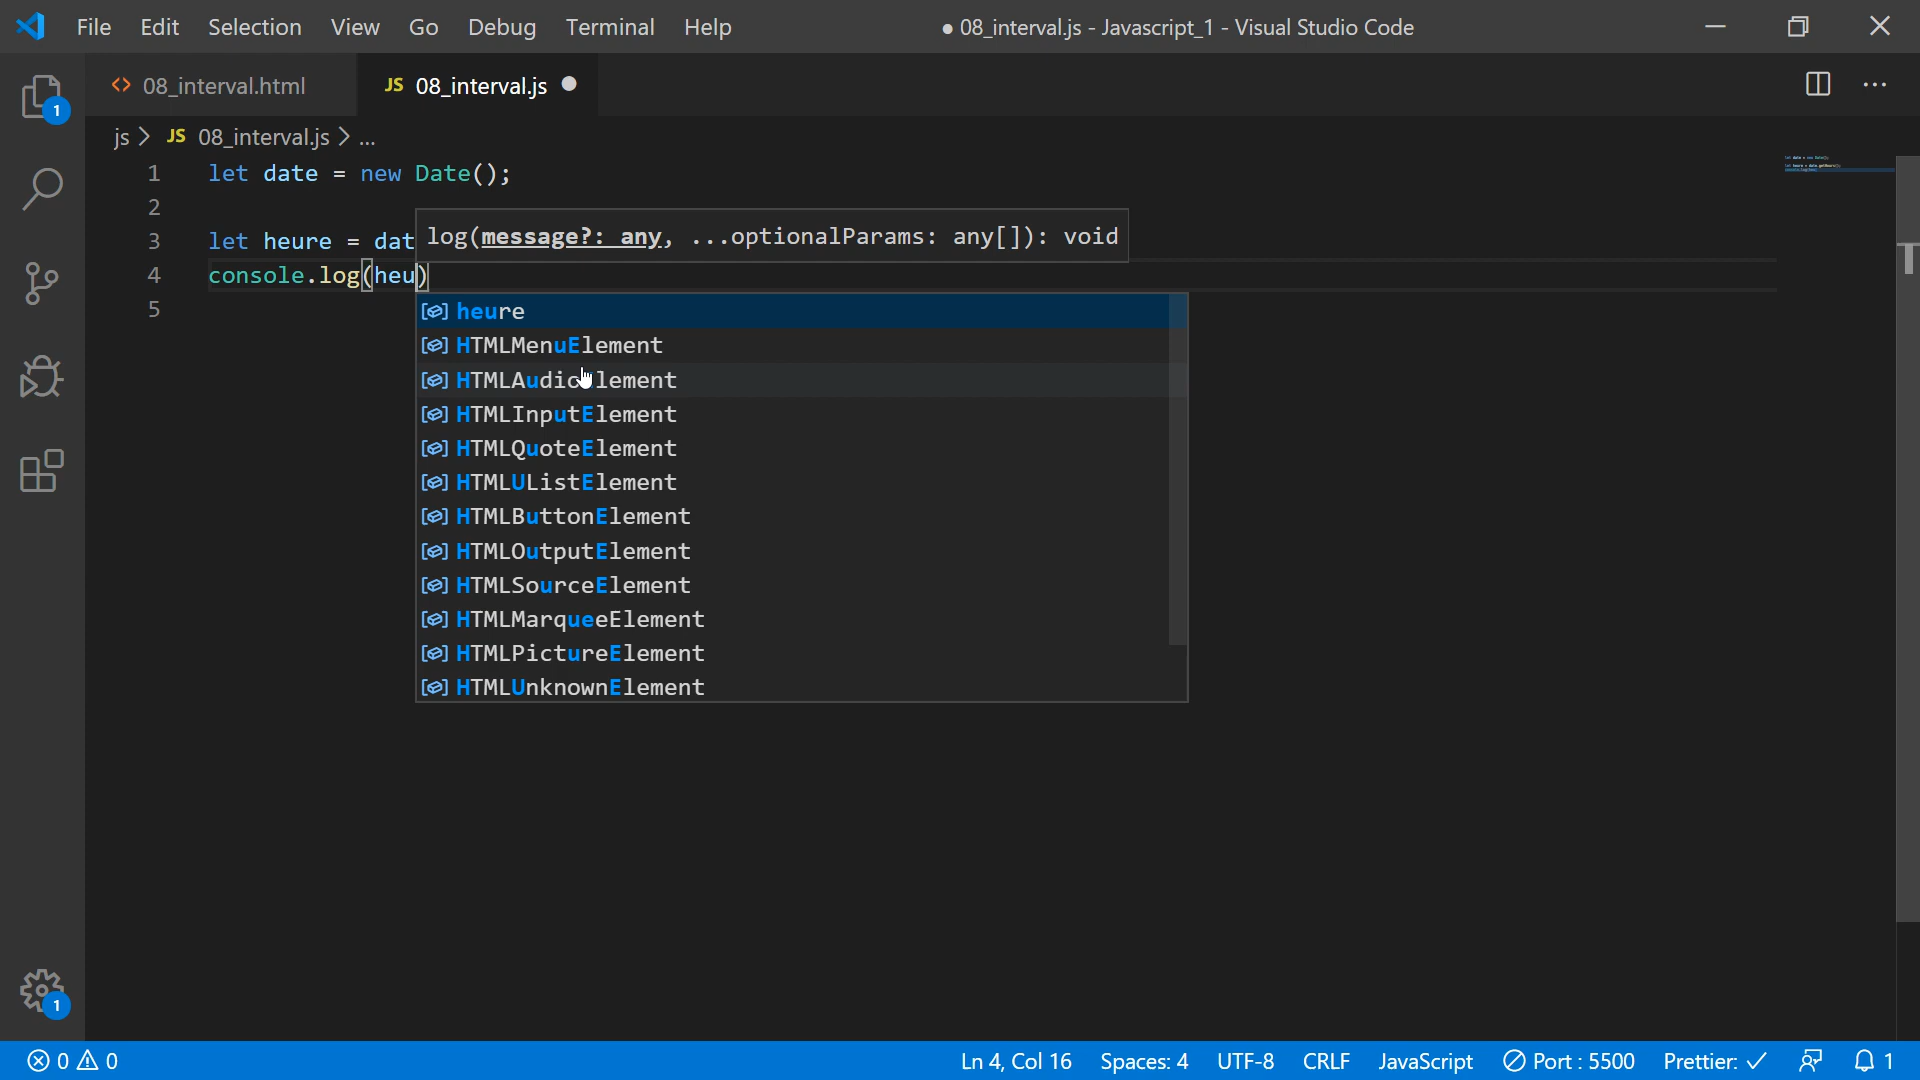 File Edit Selection View Go Debug Terminal Help ● 08_interval.js - Javascript_1 - Visual Studio Code
08_interval.html JS 08_interval.js
js > JS 08_interval.js > ...
1 let date = new Date();
2
log(message?: any, ...optionalParams: any[]): void
3 let heure = dat
4 console.log(heu)
5
heure
HTMLMenuElement
HTMLAudioElement
HTMLInputElement
HTMLQuoteElement
HTMLUListElement
HTMLButtonElement
HTMLOutputElement
HTMLSourceElement
HTMLMarqueeElement
HTMLPictureElement
HTMLUnknownElement
1
1
0 0 Ln 4, Col 16 Spaces: 4 UTF-8 CRLF JavaScript Port : 5500 Prettier: ✓ 1